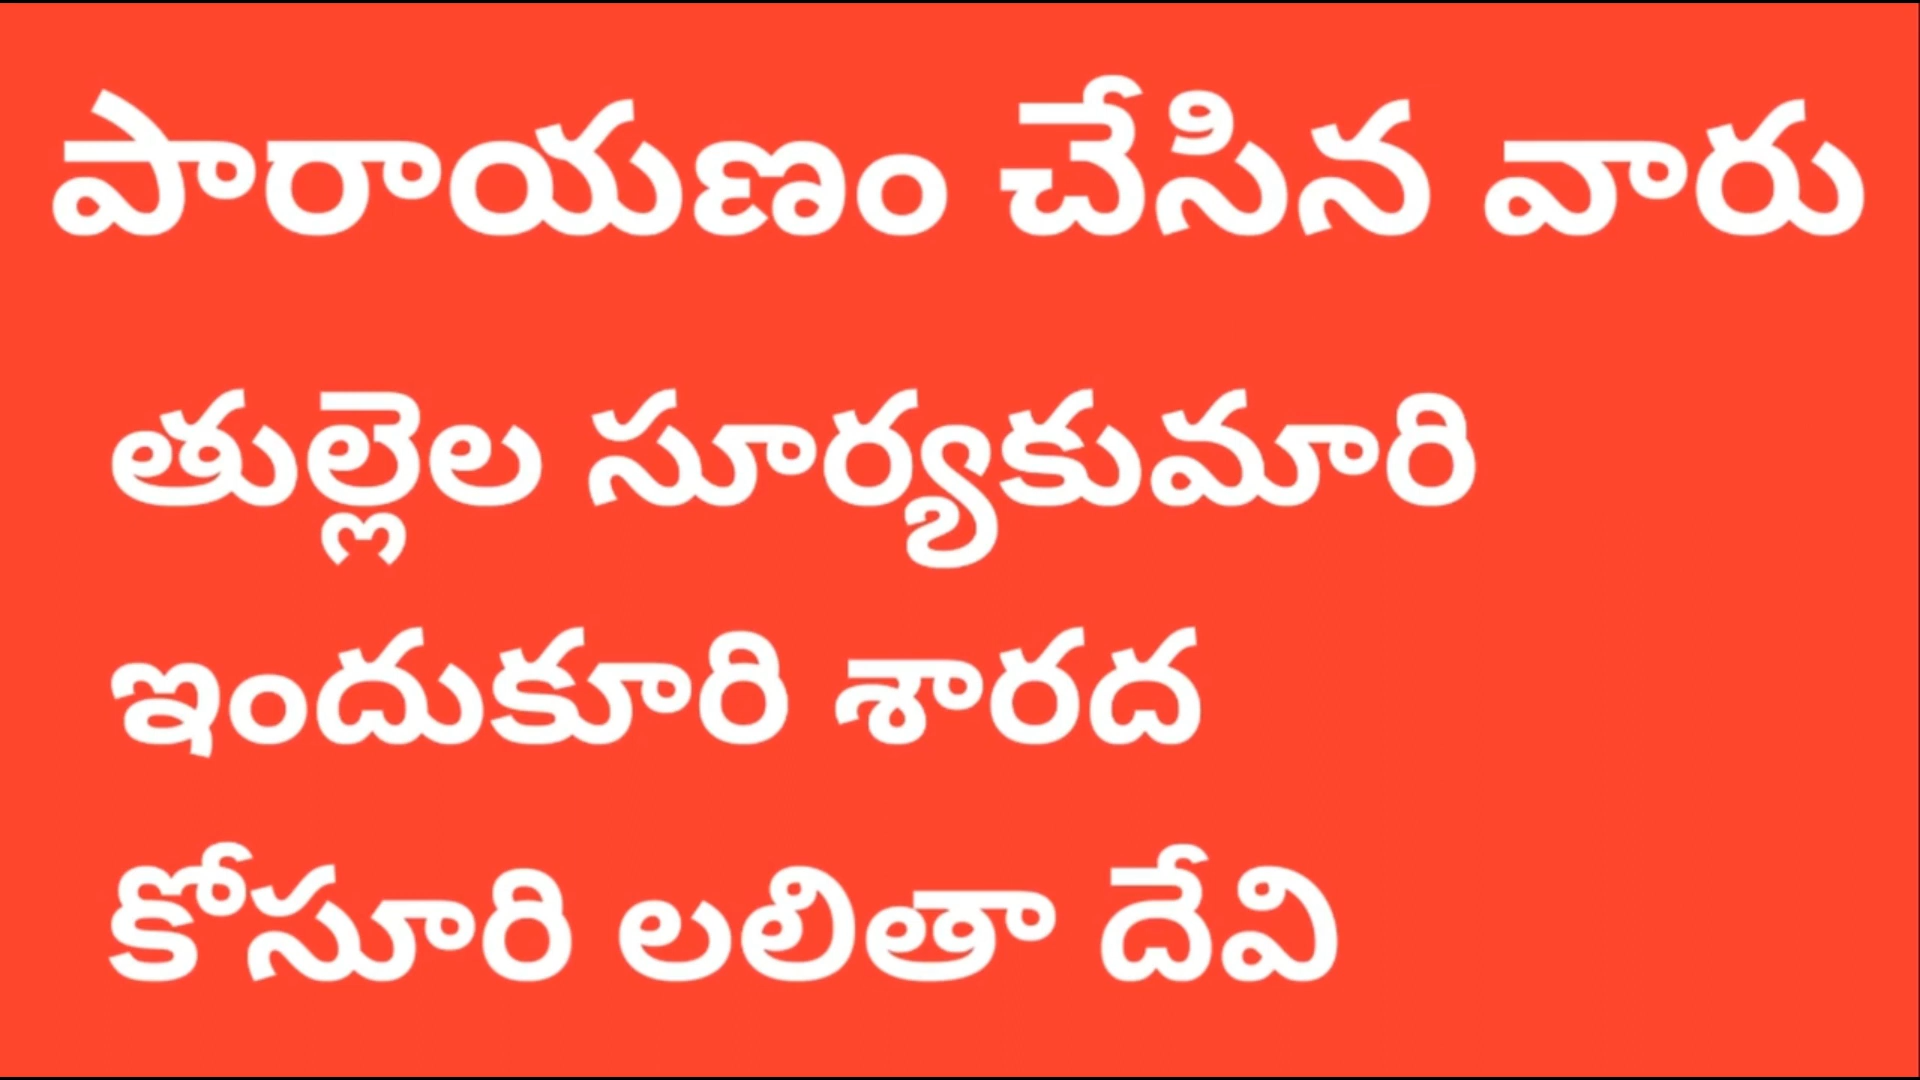 పారాయణం చేసిన వారు
తుల్లెల సూర్యకుమారి
ఇందుకూరి శారద
కోసూరి లలితా దేవి